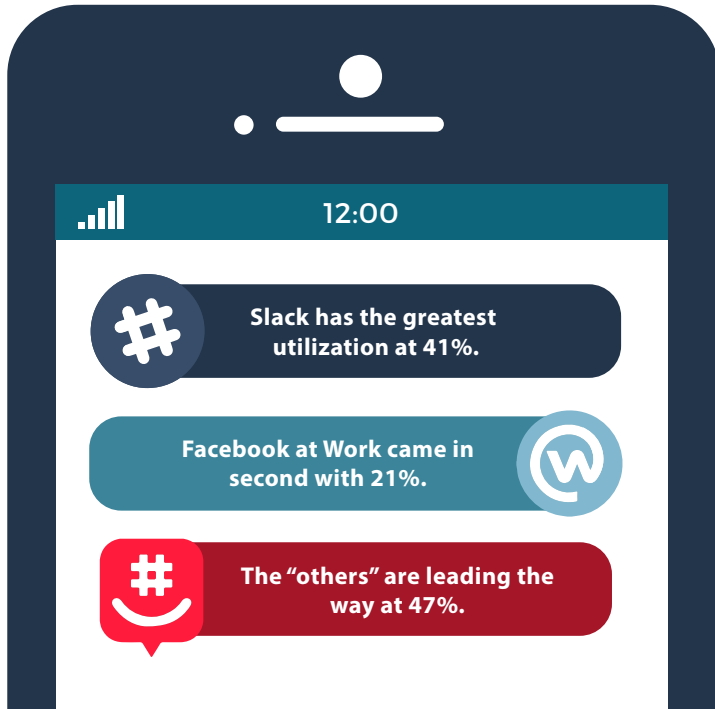 12:00
Slack has the greatest
utilization at 41%.
Facebook at Work came in
second with 21%.
The “others” are leading the
way at 47%.